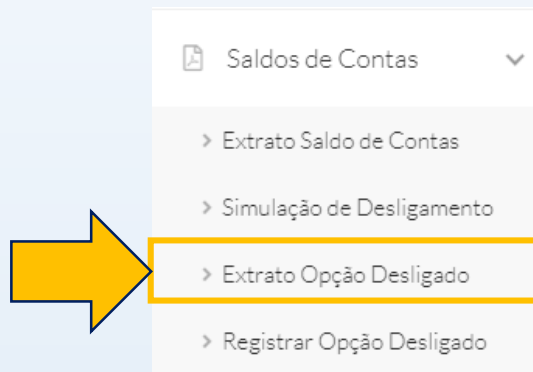 Saldos de Contas
Extrato Saldo de Contas
Simulação de Desligamento
Extrato Opção Desligado
Registrar Opção Desligado